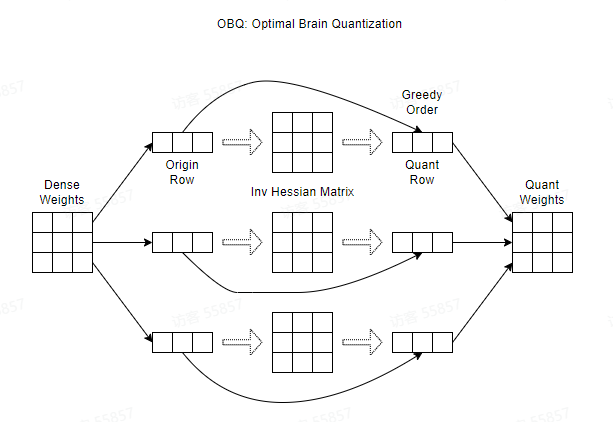 OBQ: Optimal Brain Quantization
Greedy
Order
Origin
Row
Quant
Row
Inv Hessian Matrix
Dense
Weights
Quant
Weights
访客 55857